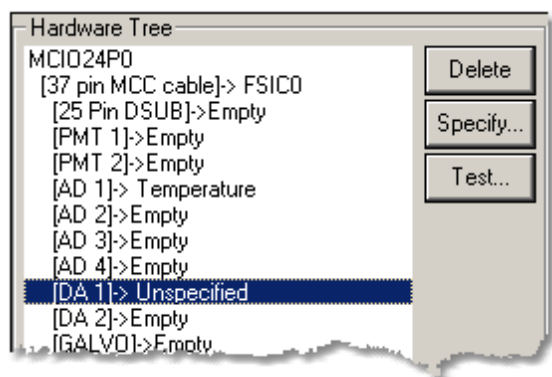 Hardware Tree
MCIO24P0
[37 pin MCC cable]-> FSIC0
[25 Pin DSUB]->Empty
[PMT 1]->Empty
[PMT 2]->Empty
[AD 1]-> Temperature
[AD 2]->Empty
[AD 3]->Empty
[AD 4]->Empty
[DA 1]-> Unspecified
[DA 2]->Empty
[GALVO]->Empty
Delete
Specify...
Test...